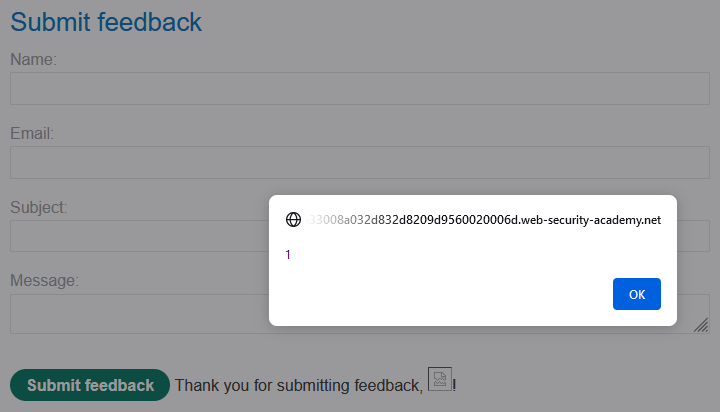 Submit feedback
Name:
Email:
Subject:
33008a032d832d8209d9560020006d.web-security-academy.net
1
OK
Message:
Submit feedback Thank you for submitting feedback, !